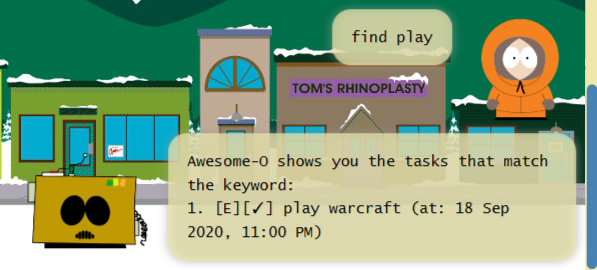 find play
TOM'S RHINOPLASTY
Awesome-O shows you the tasks that match
the keyword:
1. [E][✓] play warcraft (at: 18 Sep
2020, 11:00 PM)